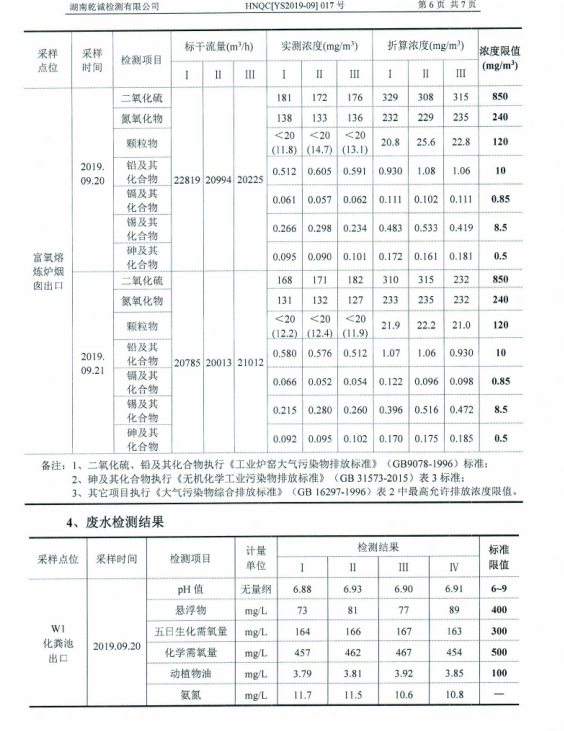 湖南乾诚检测有限公司 HNQC[YS2019-09] 017 号 第 6 页 共 7 页
采样点位 采样时间 检测项目 标干流量(m³/h) 实测浓度(mg/m³) 折算浓度(mg/m³) 浓度限值(mg/m³)
I II III I II III I II III
富氧熔炼炉烟囱出口
2019.09.20 22819 20994 20225
二氧化硫 181 172 176 329 308 315 850
氮氧化物 138 133 136 232 229 235 240
颗粒物 <20(11.8) <20(14.7) <20(13.1) 20.8 25.6 22.8 120
铅及其化合物 0.512 0.605 0.591 0.930 1.08 1.06 10
镉及其化合物 0.061 0.057 0.062 0.111 0.102 0.111 0.85
锡及其化合物 0.266 0.298 0.234 0.483 0.533 0.419 8.5
砷及其化合物 0.095 0.090 0.101 0.172 0.161 0.181 0.5
2019.09.21 20785 20013 21012
二氧化硫 168 171 182 310 315 232 850
氮氧化物 131 132 127 233 235 232 240
颗粒物 <20(12.2) <20(12.4) <20(11.9) 21.9 22.2 21.0 120
铅及其化合物 0.580 0.576 0.512 1.07 1.06 0.930 10
镉及其化合物 0.066 0.052 0.054 0.122 0.096 0.098 0.85
锡及其化合物 0.215 0.280 0.260 0.396 0.516 0.472 8.5
砷及其化合物 0.092 0.095 0.102 0.170 0.175 0.185 0.5
备注：1、二氧化硫、铅及其化合物执行《工业炉窑大气污染物排放标准》（GB9078-1996）标准；
2、砷及其化合物执行《无机化学工业污染物排放标准》（GB 31573-2015）表 3 标准；
3、其它项目执行《大气污染物综合排放标准》（GB 16297-1996）表 2 中最高允许排放浓度限值。
4、废水检测结果
采样点位 采样时间 检测项目 计量单位 检测结果 标准限值
I II III IV
W1化粪池出口 2019.09.20
pH 值 无量纲 6.88 6.93 6.90 6.91 6~9
悬浮物 mg/L 73 81 77 89 400
五日生化需氧量 mg/L 164 166 167 163 300
化学需氧量 mg/L 457 462 467 454 500
动植物油 mg/L 3.79 3.81 3.92 3.85 100
氨氮 mg/L 11.7 11.5 10.6 10.8 —